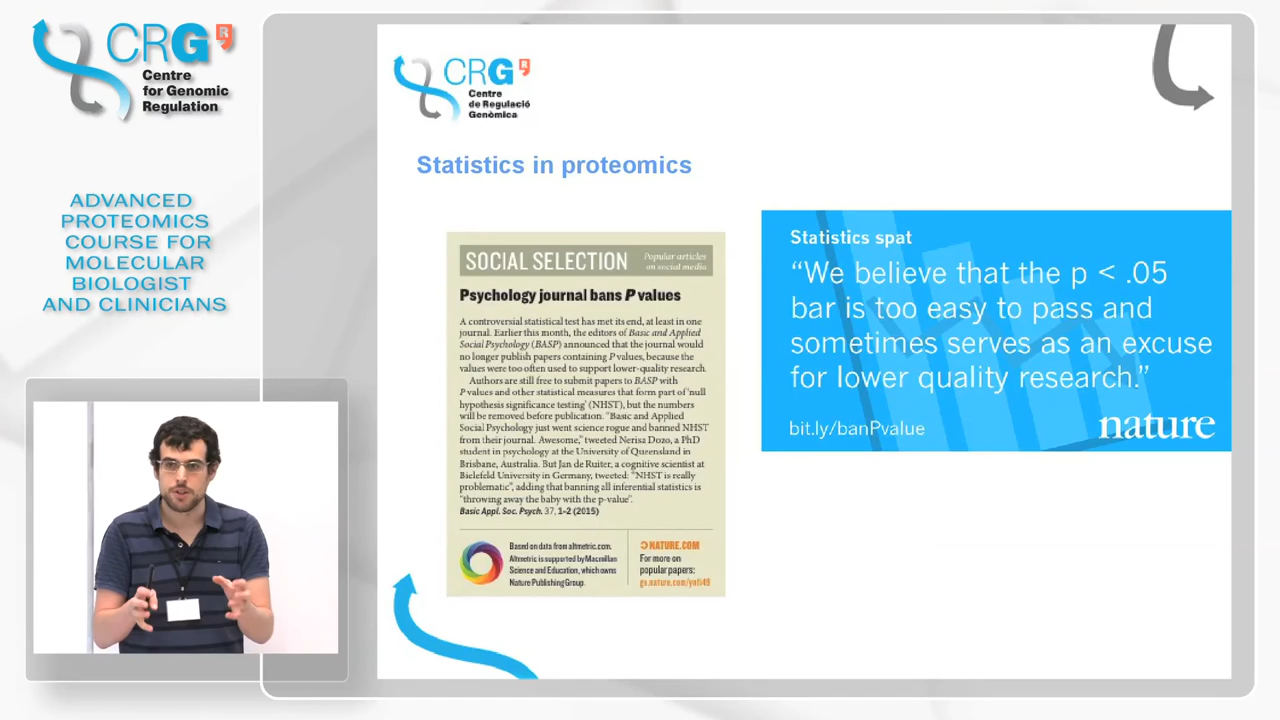 CRG
R
Centre
for Genomic
Regulation
ADVANCED
PROTEOMICS
COURSE FOR
MOLECULAR
BIOLOGIST
AND CLINICIANS
CRG
R
Centre
de Regulació
Genòmica
Statistics in proteomics
SOCIAL SELECTION
Popular articles
on social media
Psychology journal bans P values
A controversial statistical test has met its end, at least in one
journal. Earlier this month, the editors of Basic and Applied
Social Psychology (BASP) announced that the journal would
no longer publish papers containing P values, because the
values were too often used to support lower-quality research.
Authors are still free to submit papers to BASP with
P values and other statistical measures that form part of ‘null
hypothesis significance testing’ (NHST), but the numbers
will be removed before publication. “Basic and Applied
Social Psychology just went science rogue and banned NHST
from their journal. Awesome,” tweeted Nerisa Dozo, a PhD
student in psychology at the University of Queensland in
Brisbane, Australia. But Jan de Ruiter, a cognitive scientist at
Bielefeld University in Germany, tweeted: “NHST is really
problematic”, adding that banning all inferential statistics is
“throwing away the baby with the p-value”.
Basic Appl. Soc. Psych. 37, 1–2 (2015)
Based on data from altmetric.com.
Altmetric is supported by Macmillan
Science and Education, which owns
Nature Publishing Group.
NATURE.COM
For more on
popular papers:
Statistics spat
“We believe that the p < .05
bar is too easy to pass and
sometimes serves as an excuse
for lower quality research.”
bit.ly/banPvalue
nature